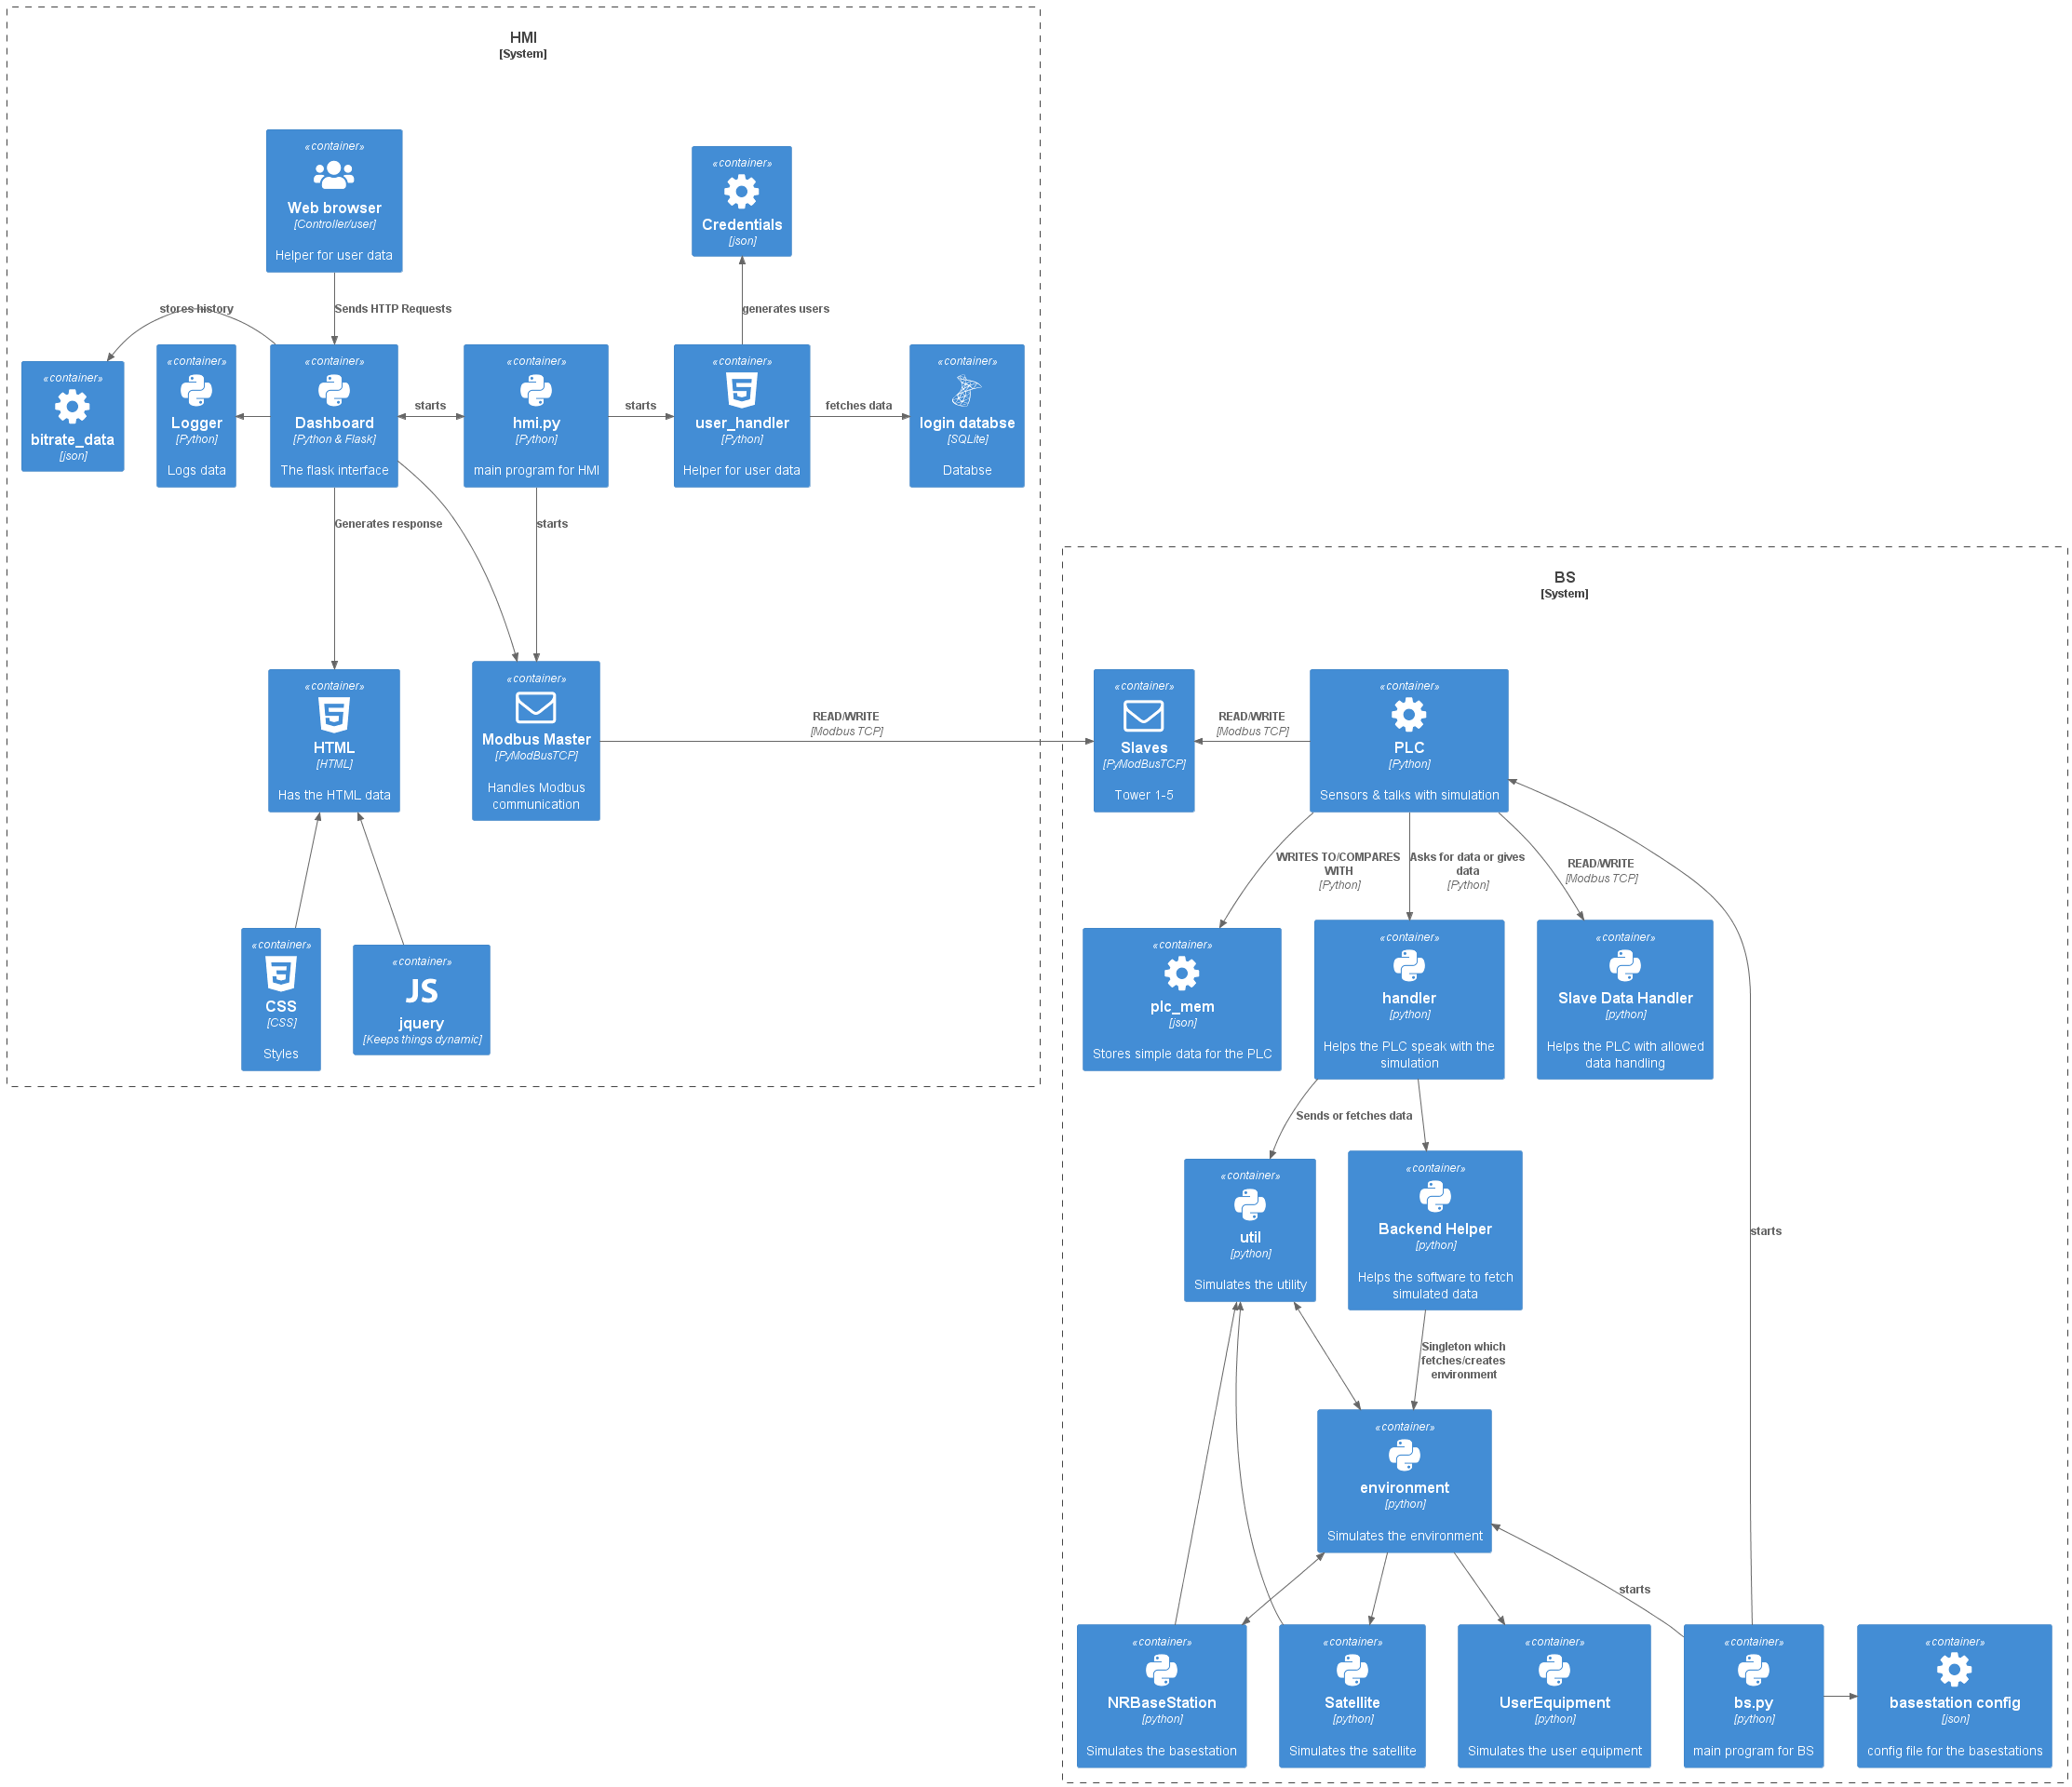 HMI
[System]
«container»
Web browser
[Controller/user]
Helper for user data
«container»
Credentials
[json]
stores history
Sends HTTP Requests
generates users
«container»
bitrate_data
[json]
«container»
Logger
[Python]
Logs data
«container»
Dashboard
[Python & Flask]
The flask interface
starts
«container»
hmi.py
[Python]
main program for HMI
starts
«container»
user_handler
[Python]
Helper for user data
fetches data
«container»
login databse
[SQLite]
Databse
Generates response
starts
«container»
HTML
[HTML]
Has the HTML data
«container»
Modbus Master
[PyModBusTCP]
Handles Modbus
communication
READ/WRITE
[Modbus TCP]
«container»
CSS
[CSS]
Styles
«container»
JS
jquery
[Keeps things dynamic]
BS
[System]
«container»
Slaves
[PyModBusTCP]
Tower 1-5
READ/WRITE
[Modbus TCP]
«container»
PLC
[Python]
Sensors & talks with simulation
WRITES TO/COMPARES
WITH
[Python]
Asks for data or gives
data
[Python]
READ/WRITE
[Modbus TCP]
«container»
plc_mem
[json]
Stores simple data for the PLC
«container»
handler
[python]
Helps the PLC speak with the
simulation
«container»
Slave Data Handler
[python]
Helps the PLC with allowed
data handling
Sends or fetches data
«container»
util
[python]
Simulates the utility
«container»
Backend Helper
[python]
Helps the software to fetch
simulated data
starts
Singleton which
fetches/creates
environment
«container»
environment
[python]
Simulates the environment
starts
«container»
NRBaseStation
[python]
Simulates the basestation
«container»
Satellite
[python]
Simulates the satellite
«container»
UserEquipment
[python]
Simulates the user equipment
«container»
bs.py
[python]
main program for BS
«container»
basestation config
[json]
config file for the basestations